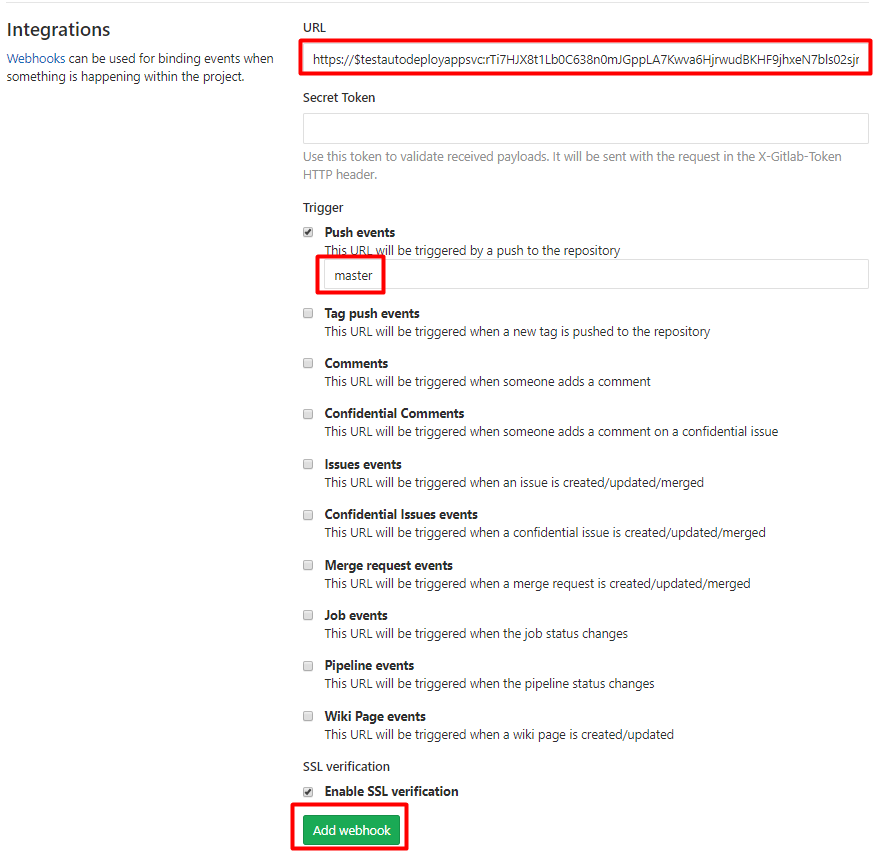 Integrations
Webhooks can be used for binding events when
something is happening within the project.
URL
https://$testautodeployappsvc:rTi7HJX8t1Lb0C638n0mJGppLA7Kwva6HjrwudBKHF9jhxeN7bls02sjr
Secret Token
Use this token to validate received payloads. It will be sent with the request in the X-Gitlab-Token
HTTP header.
Trigger
Push events
This URL will be triggered by a push to the repository
master
Tag push events
This URL will be triggered when a new tag is pushed to the repository
Comments
This URL will be triggered when someone adds a comment
Confidential Comments
This URL will be triggered when someone adds a comment on a confidential issue
Issues events
This URL will be triggered when an issue is created/updated/merged
Confidential Issues events
This URL will be triggered when a confidential issue is created/updated/merged
Merge request events
This URL will be triggered when a merge request is created/updated/merged
Job events
This URL will be triggered when the job status changes
Pipeline events
This URL will be triggered when the pipeline status changes
Wiki Page events
This URL will be triggered when a wiki page is created/updated
SSL verification
Enable SSL verification
Add webhook